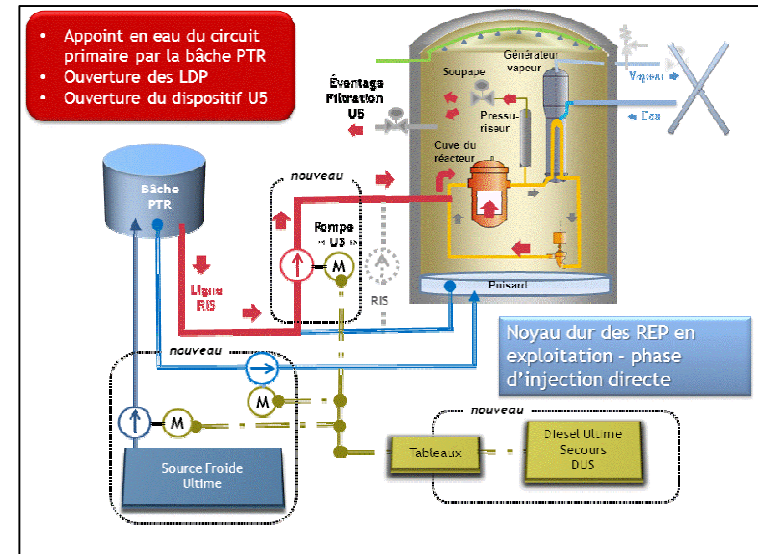 • Appoint en eau du circuit
primaire par la bâche PTR
• Ouverture des LDP
• Ouverture du dispositif U5
Éventage
Filtration
U5
Soupape
Générateur
vapeur
Pressu-
riseur
Cuve du
réacteur
Vapeur
Eau
Bâche
PTR
nouveau
Pompe
« U3 »
M
Ligne
RIS
RIS
Puisard
Noyau dur des REP en
exploitation - phase
d'injection directe
nouveau
M
M
Source Froide
Ultime
Tableaux
nouveau
Diesel Ultime
Secours
DUS